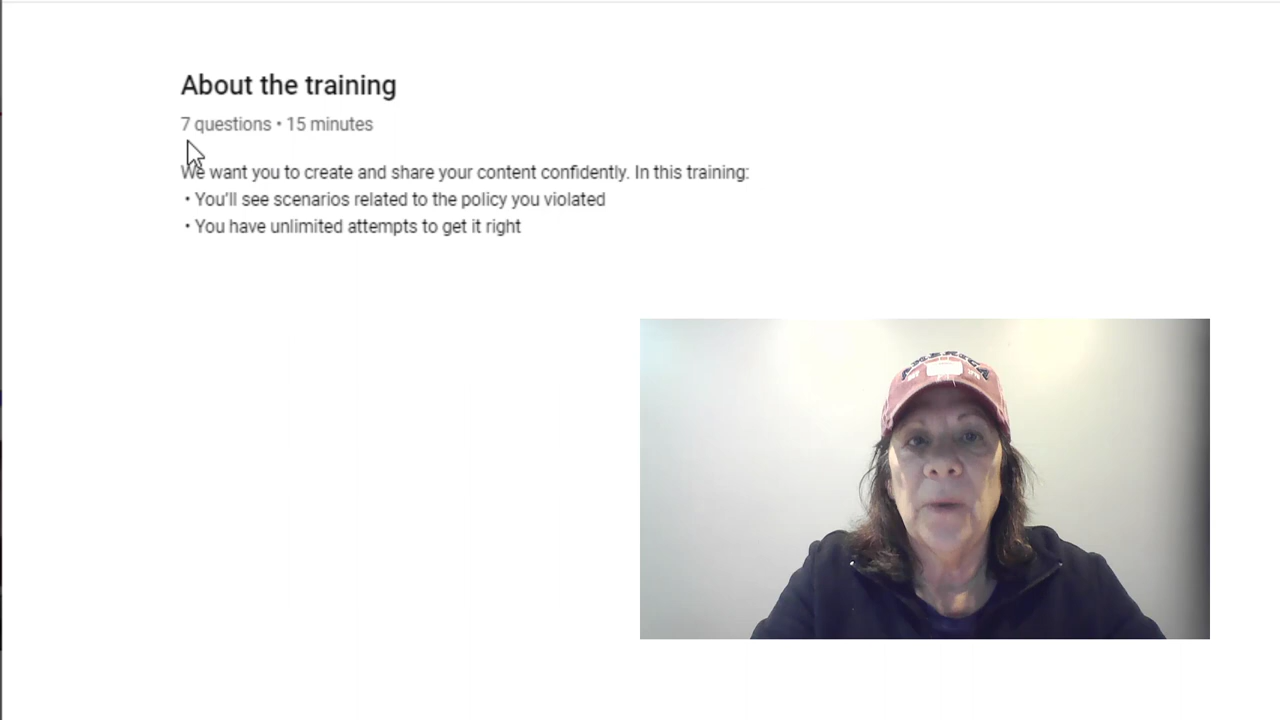 About the training
7 questions • 15 minutes
We want you to create and share your content confidently. In this training:
• You'll see scenarios related to the policy you violated
• You have unlimited attempts to get it right
AMERICA